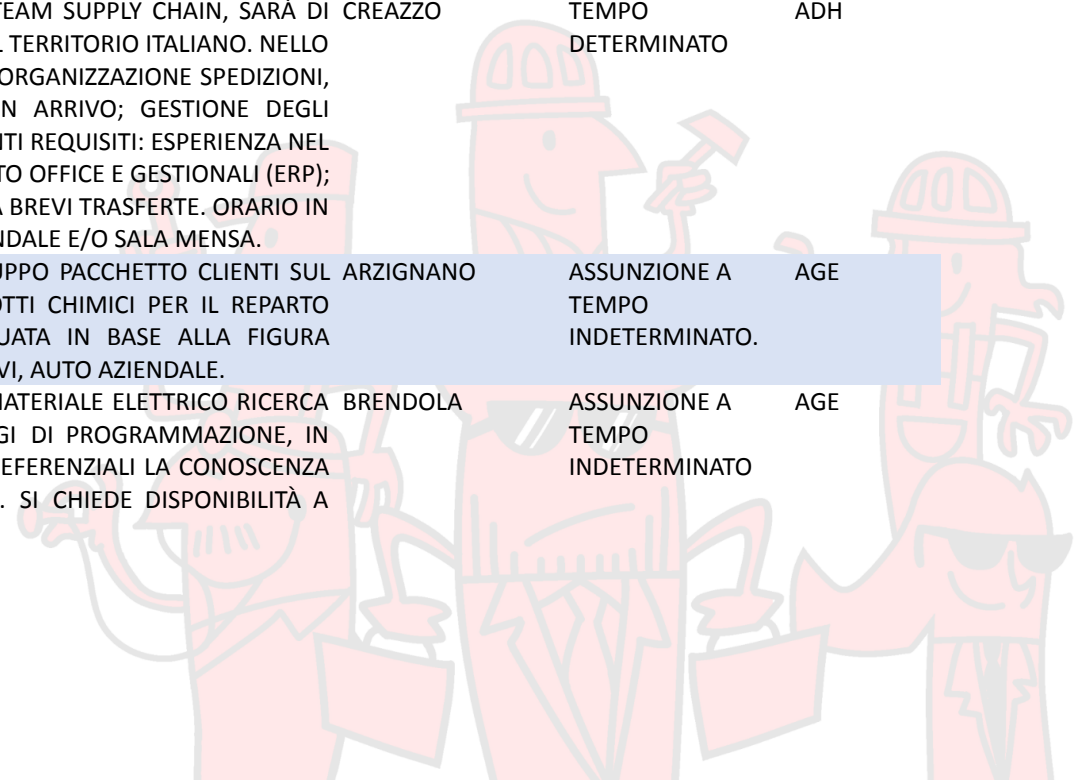 TEAM SUPPLY CHAIN, SARÀ DI
L TERRITORIO ITALIANO. NELLO
ORGANIZZAZIONE SPEDIZIONI,
N ARRIVO; GESTIONE DEGLI
NTI REQUISITI: ESPERIENZA NEL
TO OFFICE E GESTIONALI (ERP);
A BREVI TRASFERTE. ORARIO IN
NDALE E/O SALA MENSA.
CREAZZO
TEMPO
DETERMINATO
ADH
UPPO PACCHETTO CLIENTI SUL
OTTI CHIMICI PER IL REPARTO
UATA IN BASE ALLA FIGURA
VI, AUTO AZIENDALE.
ARZIGNANO
ASSUNZIONE A
TEMPO
INDETERMINATO.
AGE
MATERIALE ELETTRICO RICERCA
GI DI PROGRAMMAZIONE, IN
EFERENZIALI LA CONOSCENZA
. SI CHIEDE DISPONIBILITÀ A
BRENDOLA
ASSUNZIONE A
TEMPO
INDETERMINATO
AGE